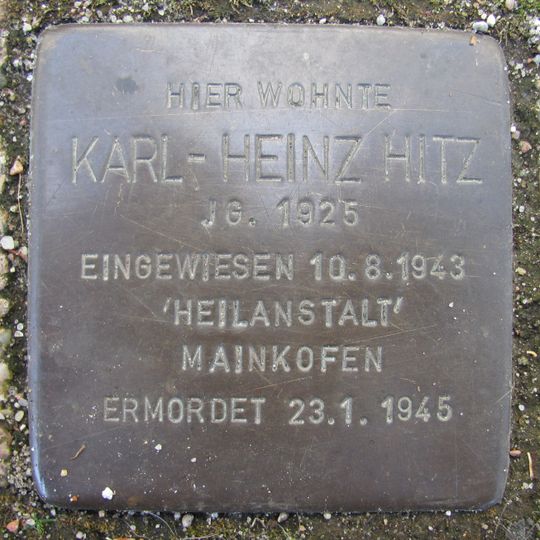 HIER WOHNTE
KARL-HEINZ HITZ
JG. 1925
EINGEWIESEN 10.8.1943
'HEILANSTALT'
MAINKOFEN
ERMORDET 23.1.1945